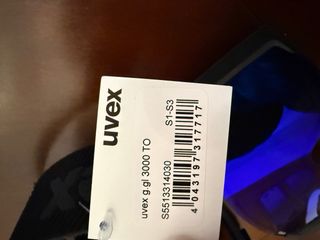 uvex
uvex g.gl 3000 TO
S5513314030
S1-S3
4 043197 317717